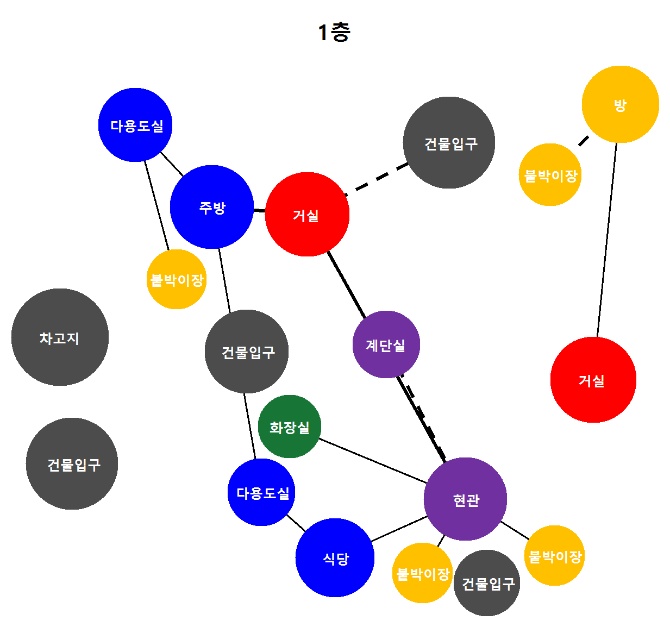 1층
방
다용도실
건물입구
붙박이장
주방
거실
붙박이장
차고지
계단실
건물입구
거실
화장실
건물입구
다용도실
현관
식당
붙박이장
붙박이장
건물입구